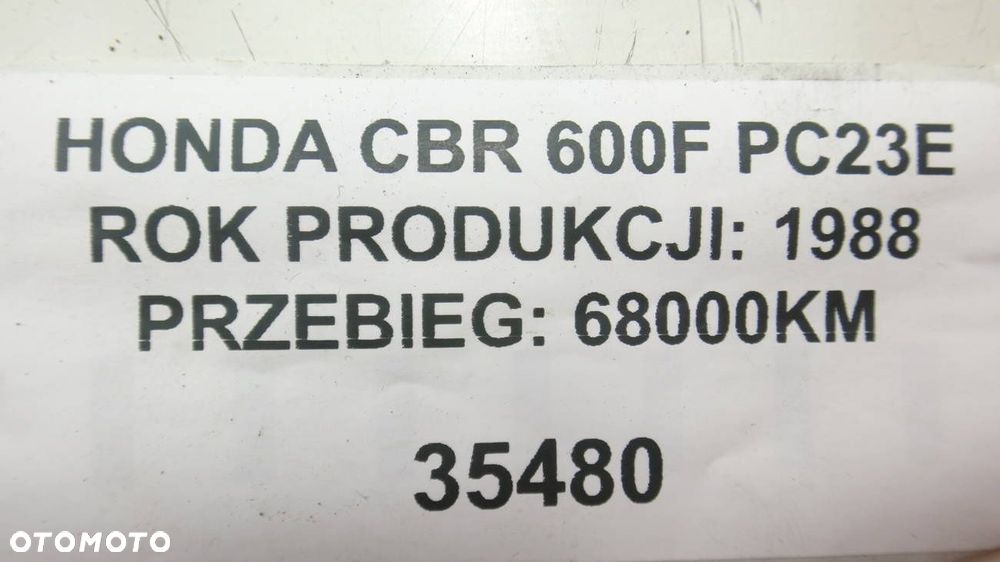 HONDA CBR 600F PC23E
ROK PRODUKCJI: 1988
PRZEBIEG: 68000KM
35480
OTOMOTO